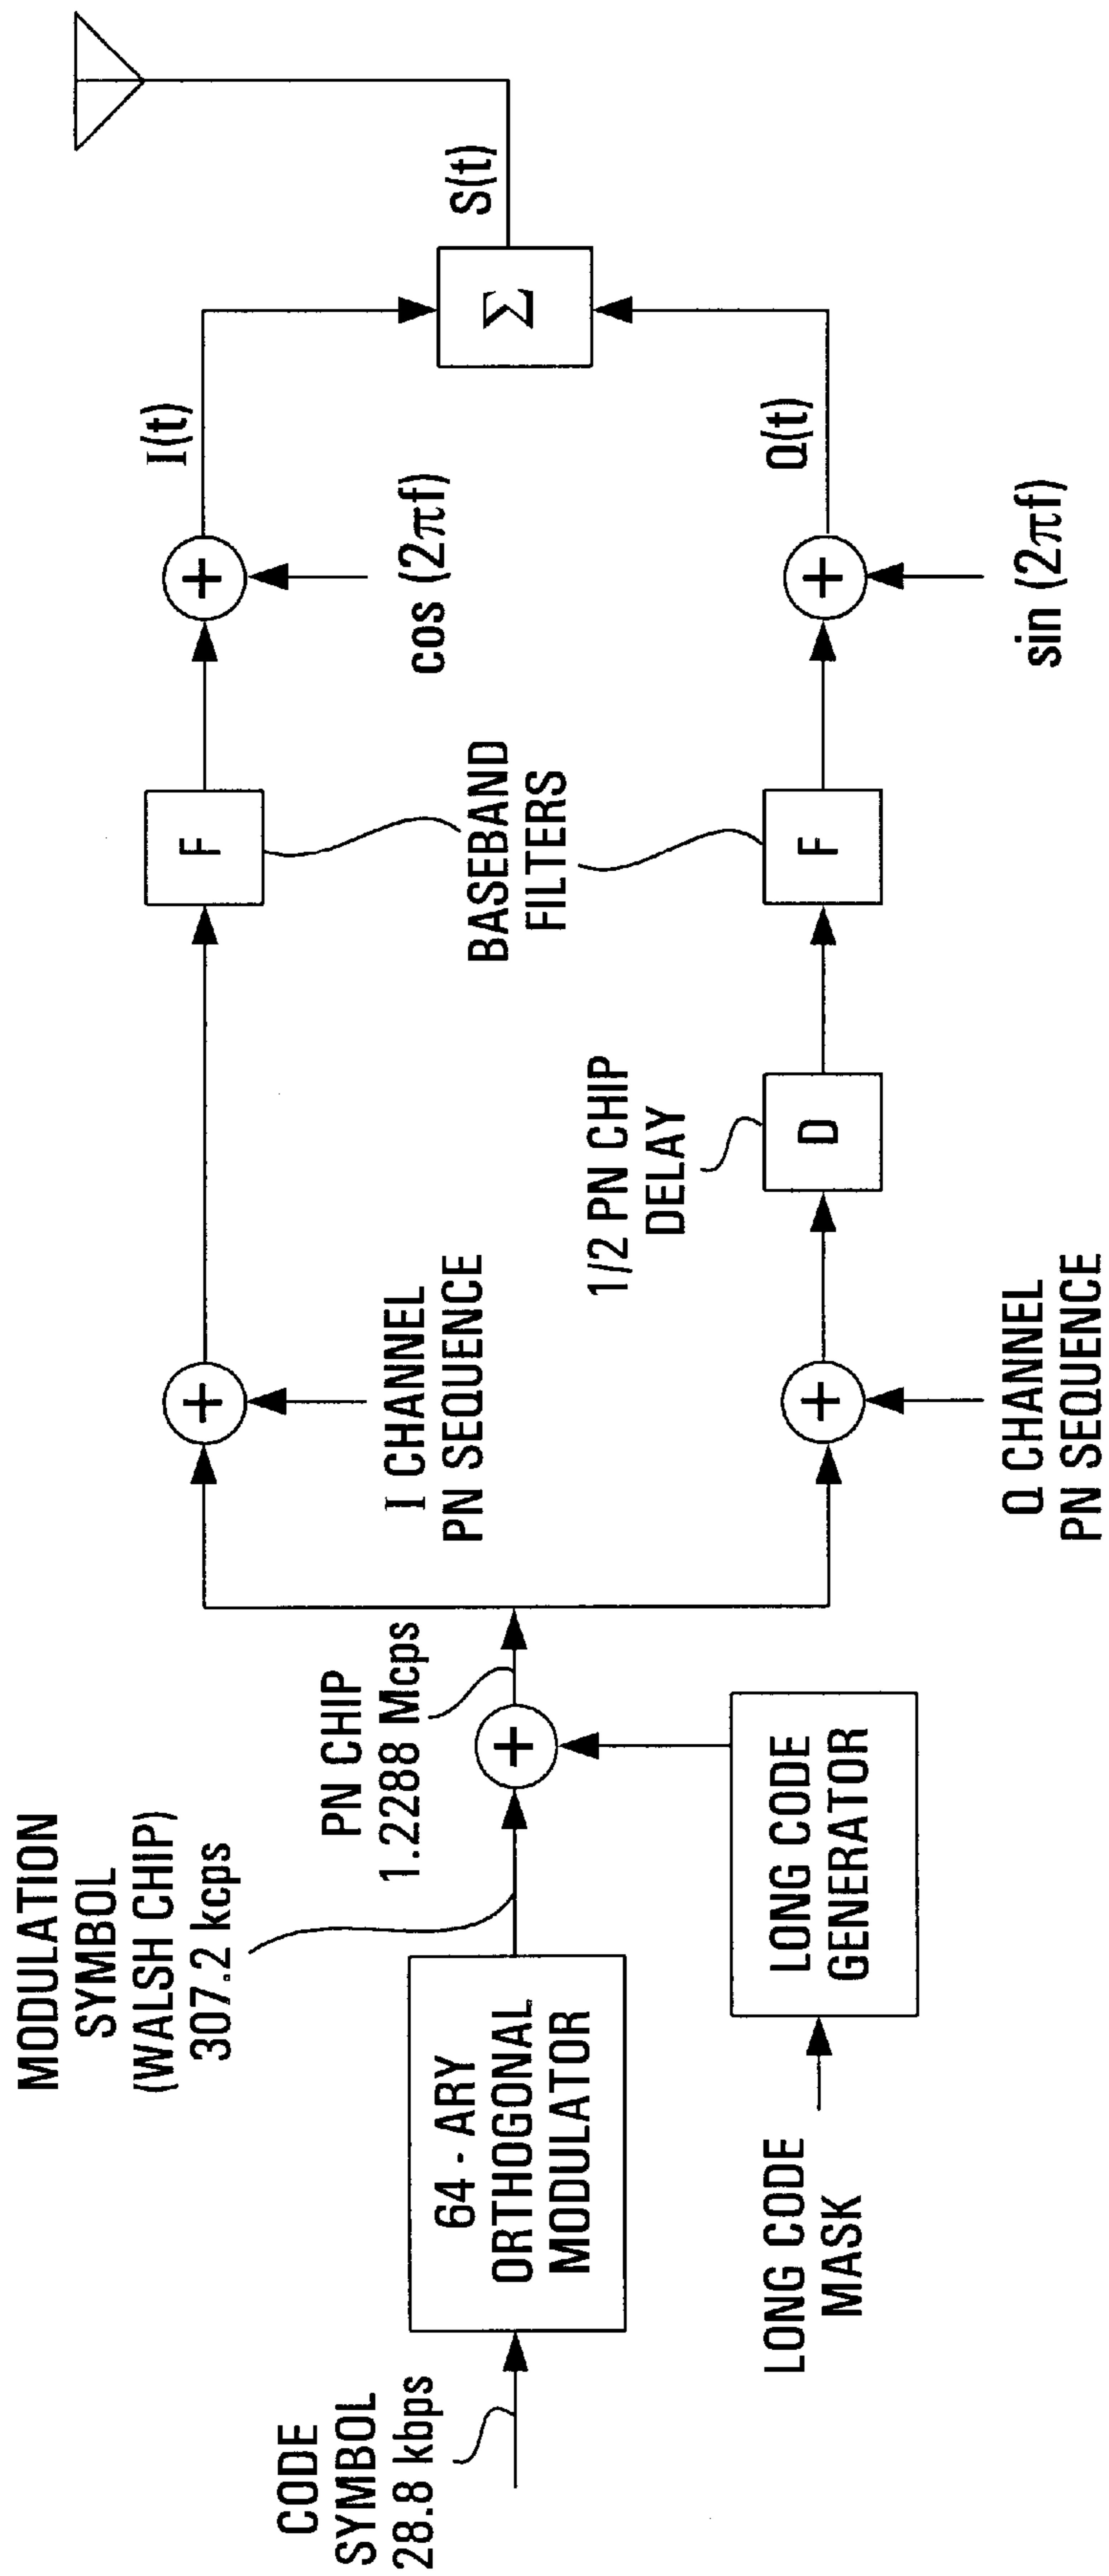 CODE
SYMBOL
28.8 kbps
64 - ARY
ORTHOGONAL
MODULATOR
MODULATION
SYMBOL
(WALSH CHIP)
307.2 kcps
LONG CODE
MASK
LONG CODE
GENERATOR
+
PN CHIP
1.2288 Mcps
+
I CHANNEL
PN SEQUENCE
+
Q CHANNEL
PN SEQUENCE
1/2 PN CHIP
DELAY
D
F
BASEBAND
FILTERS
F
+
cos (2πf)
I(t)
+
sin (2πf)
Q(t)
Σ
S(t)